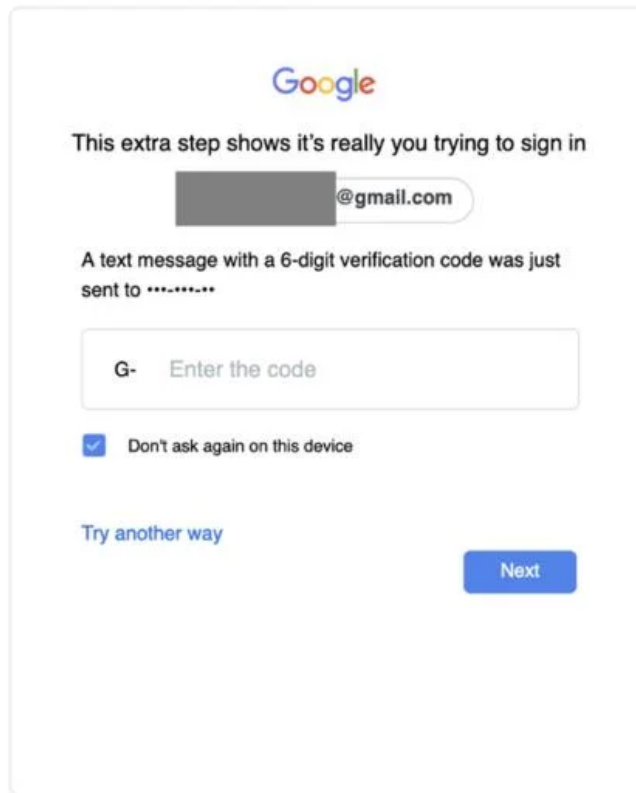 Google
This extra step shows it's really you trying to sign in
@gmail.com
A text message with a 6-digit verification code was just
sent to •••-•••-••
G- Enter the code
Don't ask again on this device
Try another way
Next